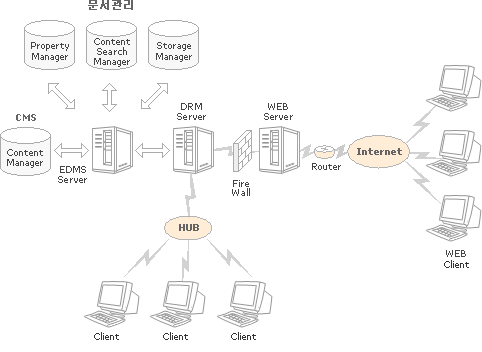 문서관리
Property
Manager
Content
Search
Manager
Storage
Manager
CMS
Content
Manager
EDMS
Server
DRM
Server
WEB
Server
Fire
Wall
Router
Internet
HUB
WEB
Client
Client
Client
Client